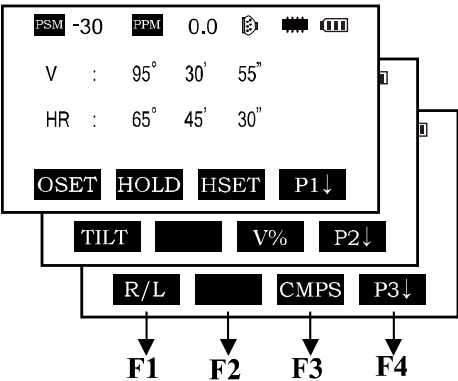 PSM -30 PPM 0.0
V : 95° 30' 55"
HR : 65° 45' 30"
OSET HOLD HSET P1↓
TILT V% P2↓
R/L CMPS P3↓
F1 F2 F3 F4